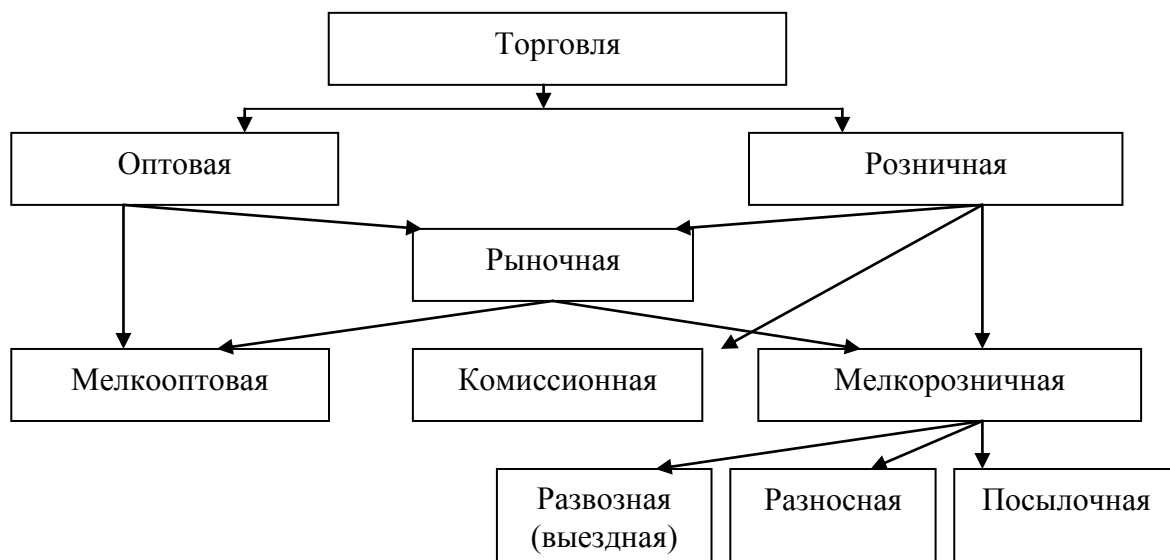 Торговля
Оптовая
Розничная
Рыночная
Мелкооптовая
Комиссионная
Мелкорозничная
Развозная
(выездная)
Разносная
Посылочная